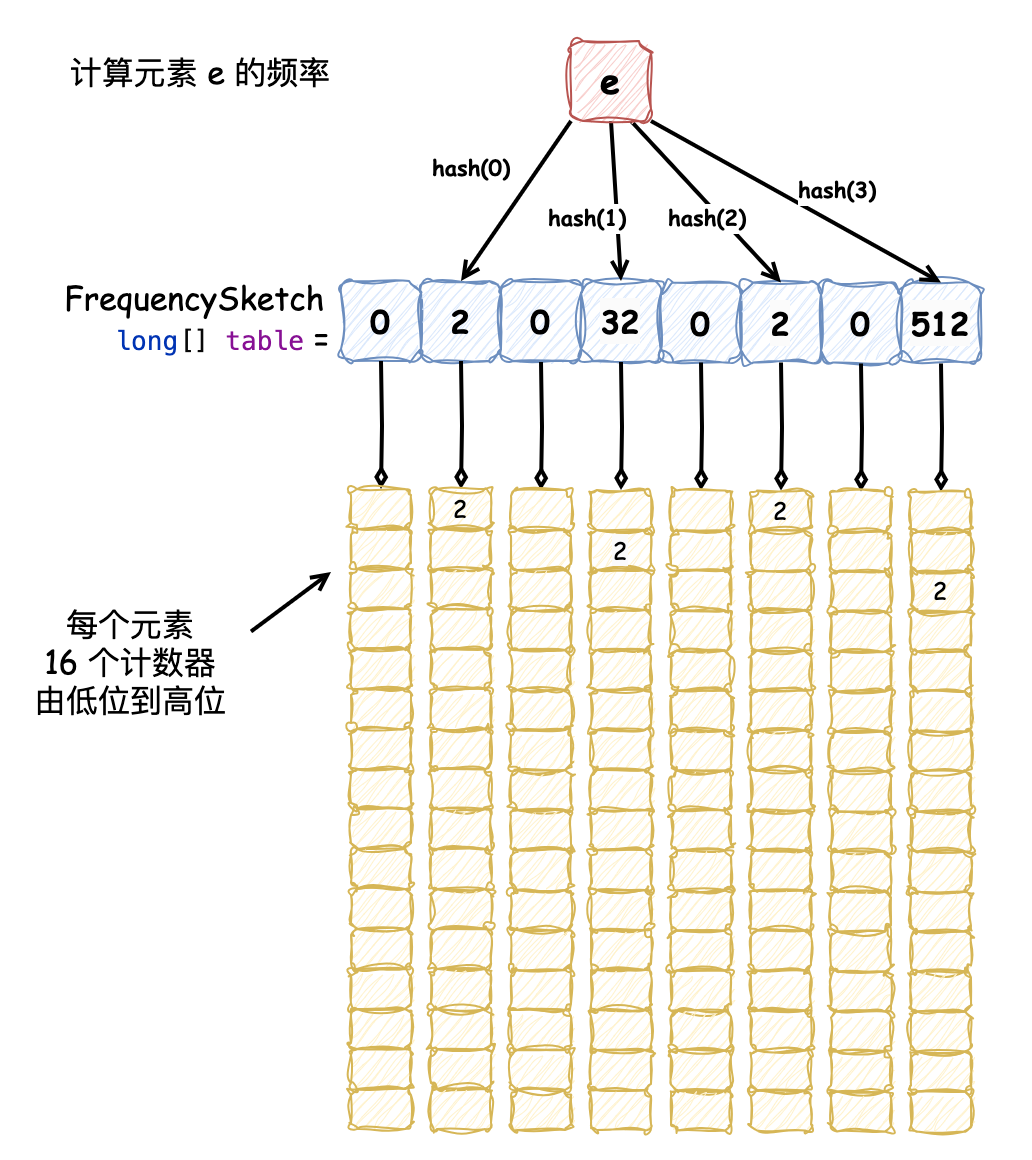 计算元素 e 的频率
e
hash(0)
hash(1)
hash(2)
hash(3)
FrequencySketch
long[] table =
0 2 0 32 0 2 0 512
2 2
2
2
每个元素
16 个计数器
由低位到高位